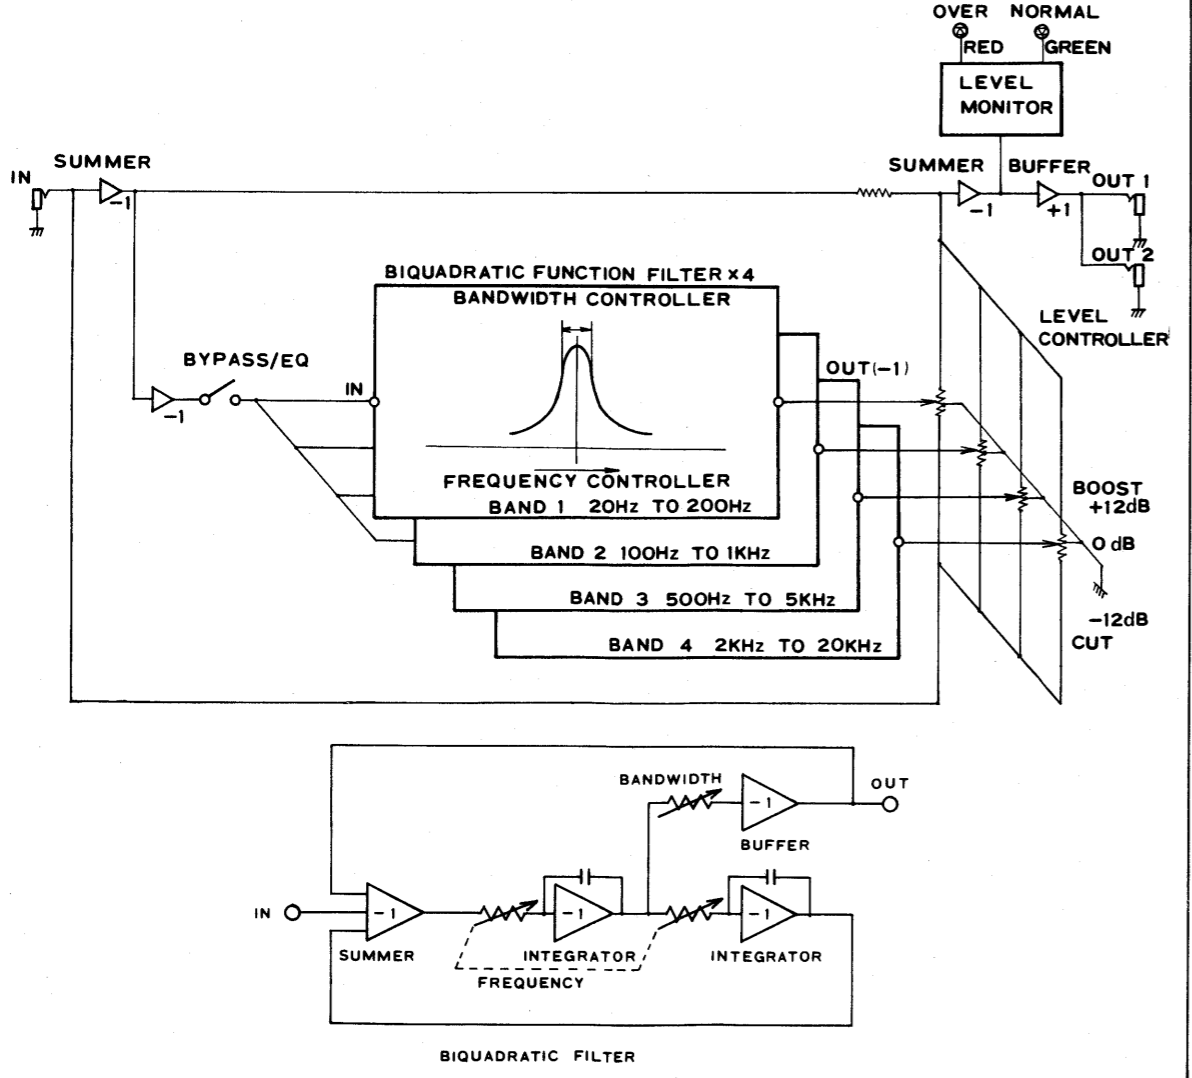 OVER NORMAL
RED GREEN
LEVEL
MONITOR
IN
SUMMER
-1
SUMMER
-1
BUFFER
+1
OUT 1
OUT 2
BIQUADRATIC FUNCTION FILTER ×4
BANDWIDTH CONTROLLER
LEVEL
CONTROLLER
BYPASS/EQ
-1
IN
OUT(-1)
FREQUENCY CONTROLLER
BAND 1 20Hz TO 200Hz
BAND 2 100Hz TO 1KHz
BAND 3 500Hz TO 5KHz
BAND 4 2KHz TO 20KHz
BOOST
+12dB
0 dB
-12dB
CUT
BANDWIDTH
-1
BUFFER
OUT
IN
-1
SUMMER
-1
INTEGRATOR
-1
INTEGRATOR
FREQUENCY
BIQUADRATIC FILTER